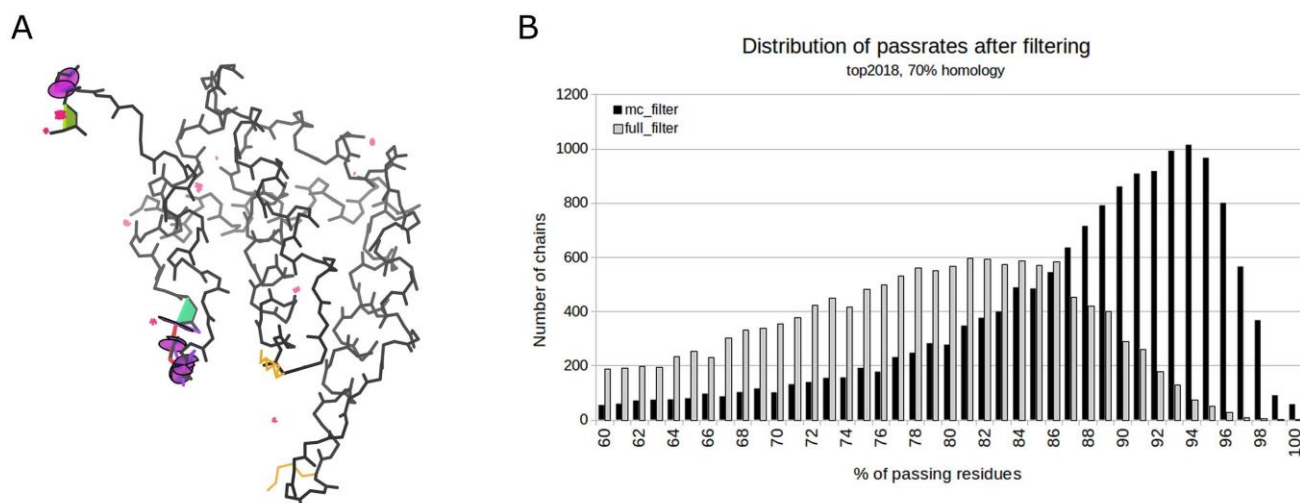 A
B
Distribution of passrates after filtering
top2018, 70% homology
Number of chains
1200
1000
800
600
400
200
0
mc_filter
full_filter
60 62 64 66 68 70 72 74 76 78 80 82 84 86 88 90 92 94 96 98 100
% of passing residues